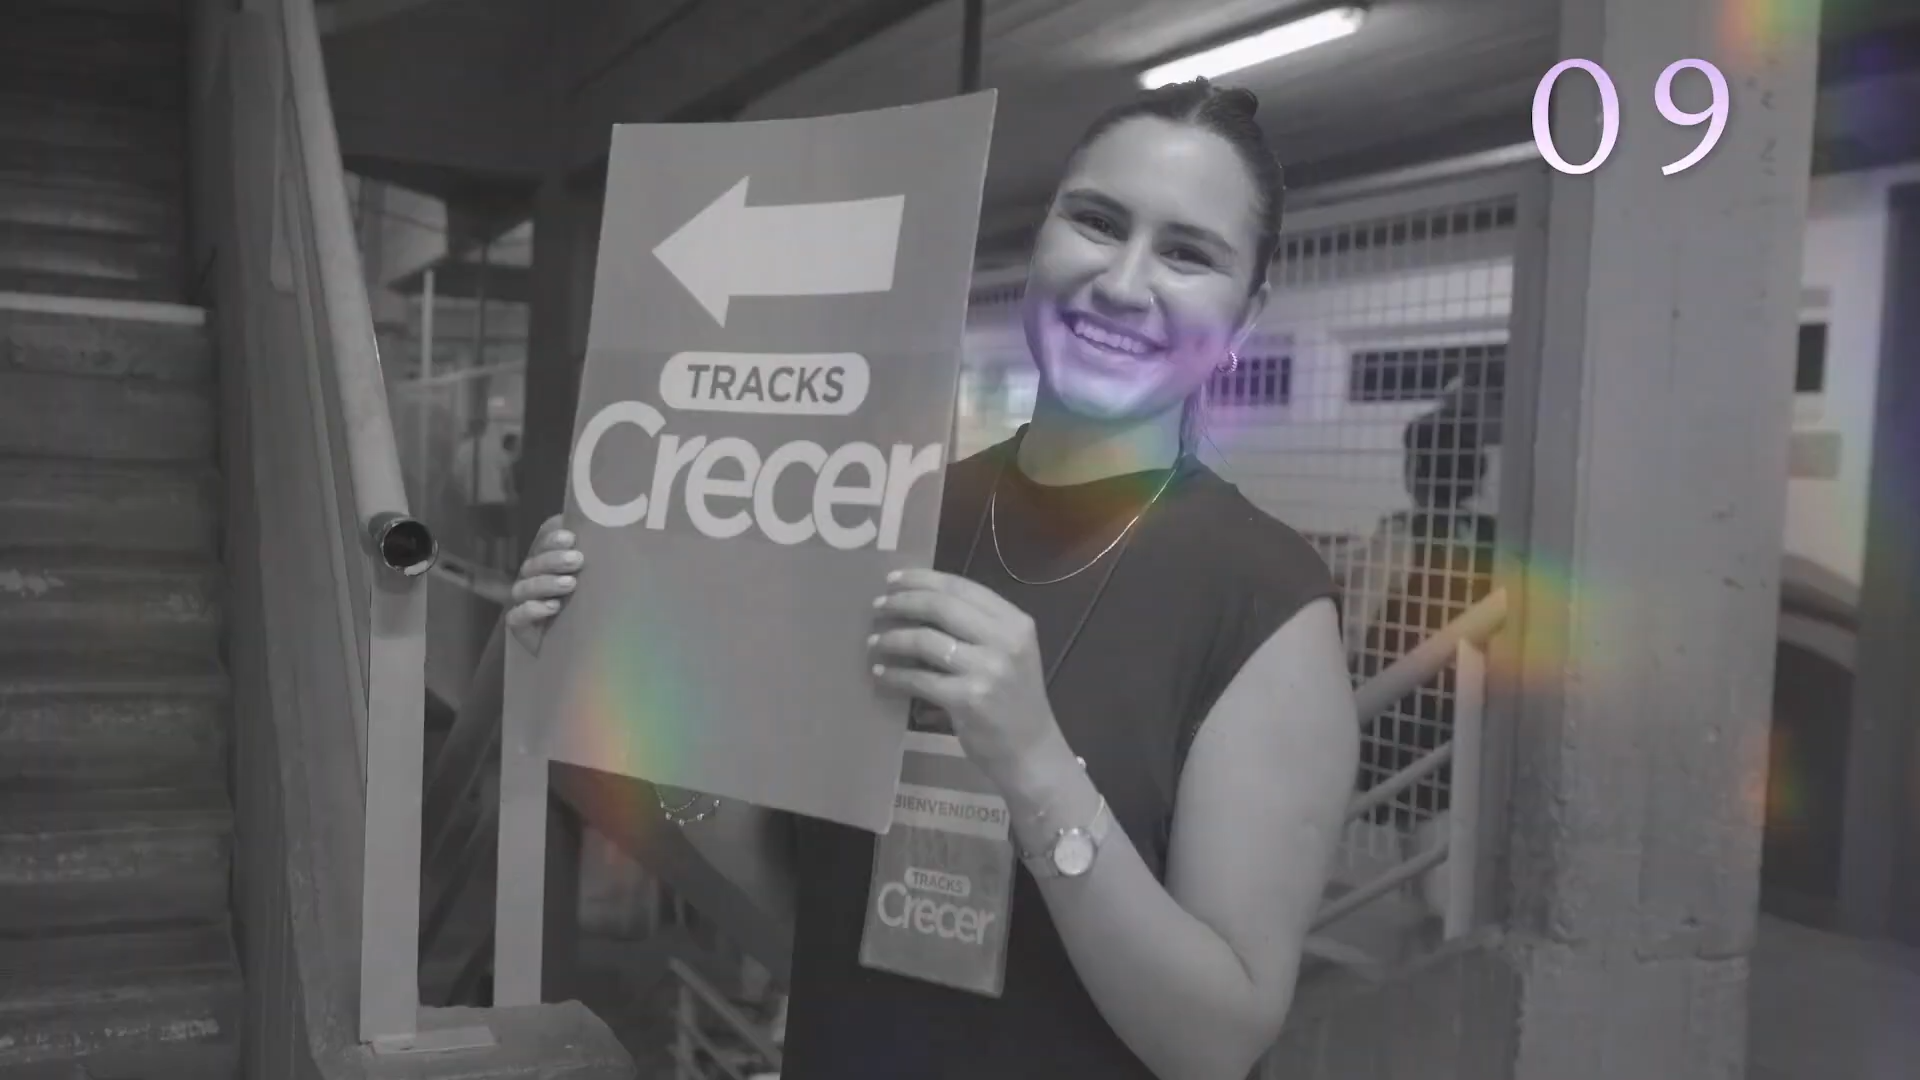 09
TRACKS
Crecer
¡BIENVENIDOS!
TRACKS
Crecer